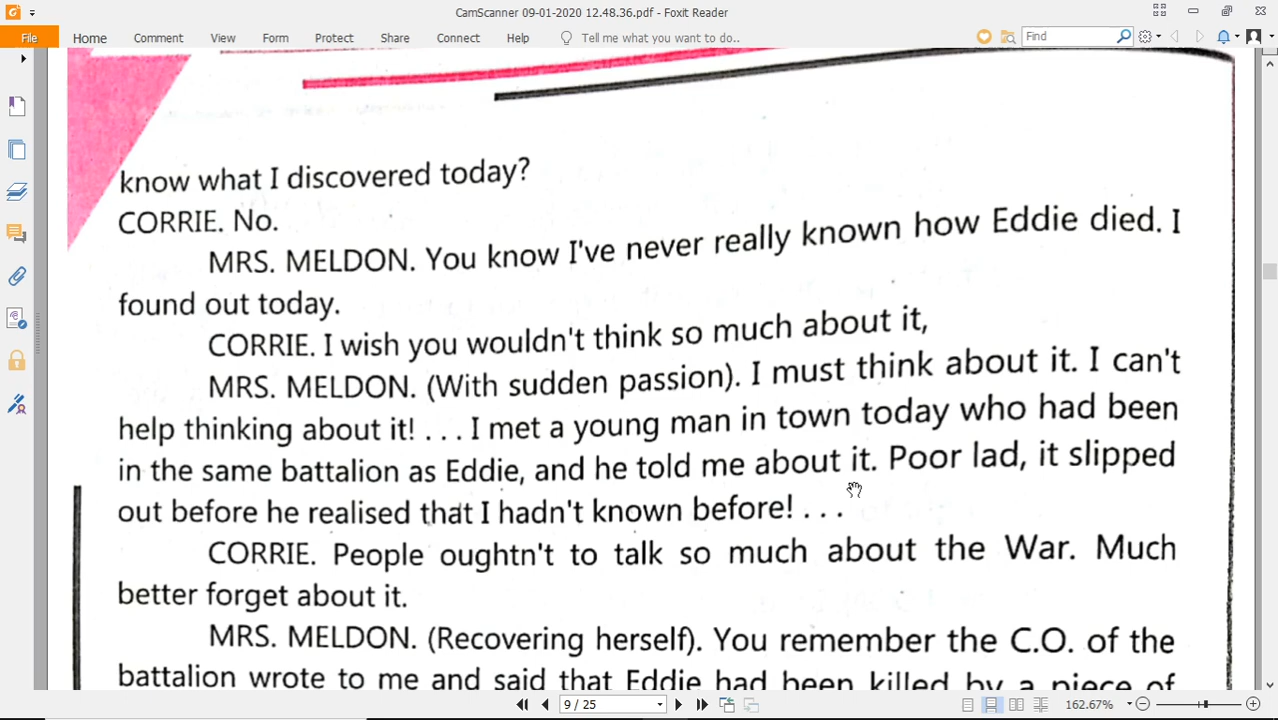 CamScanner 09-01-2020 12.48.36.pdf - Foxit Reader
File Home Comment View Form Protect Share Connect Help Tell me what you want to do.. Find
know what I discovered today?
CORRIE. No.
MRS. MELDON. You know I've never really known how Eddie died. I
found out today.
CORRIE. I wish you wouldn't think so much about it,
MRS. MELDON. (With sudden passion). I must think about it. I can't
help thinking about it! . . . I met a young man in town today who had been
in the same battalion as Eddie, and he told me about it. Poor lad, it slipped
out before he realised that I hadn't known before! . . .
CORRIE. People oughtn't to talk so much about the War. Much
better forget about it.
MRS. MELDON. (Recovering herself). You remember the C.O. of the
battalion wrote to me and said that Eddie had been killed by a piece of
9 / 25 162.67%